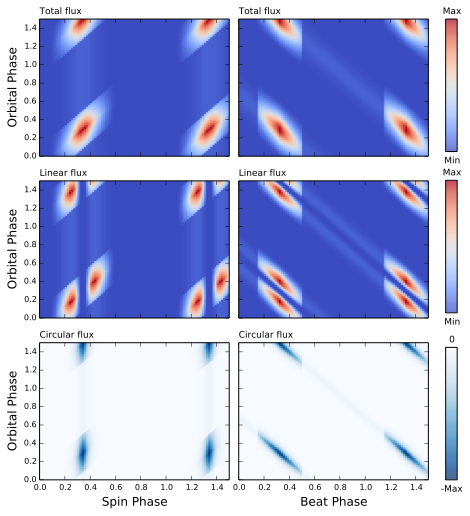 Total flux
Total flux
Max
Orbital Phase
1.4
1.2
1.0
0.8
0.6
0.4
0.2
0.0
Min
Linear flux
Linear flux
Max
Orbital Phase
1.4
1.2
1.0
0.8
0.6
0.4
0.2
0.0
Min
Circular flux
Circular flux
0
Orbital Phase
1.4
1.2
1.0
0.8
0.6
0.4
0.2
0.0
-Max
0.0 0.2 0.4 0.6 0.8 1.0 1.2 1.4
0.0 0.2 0.4 0.6 0.8 1.0 1.2 1.4
Spin Phase
Beat Phase